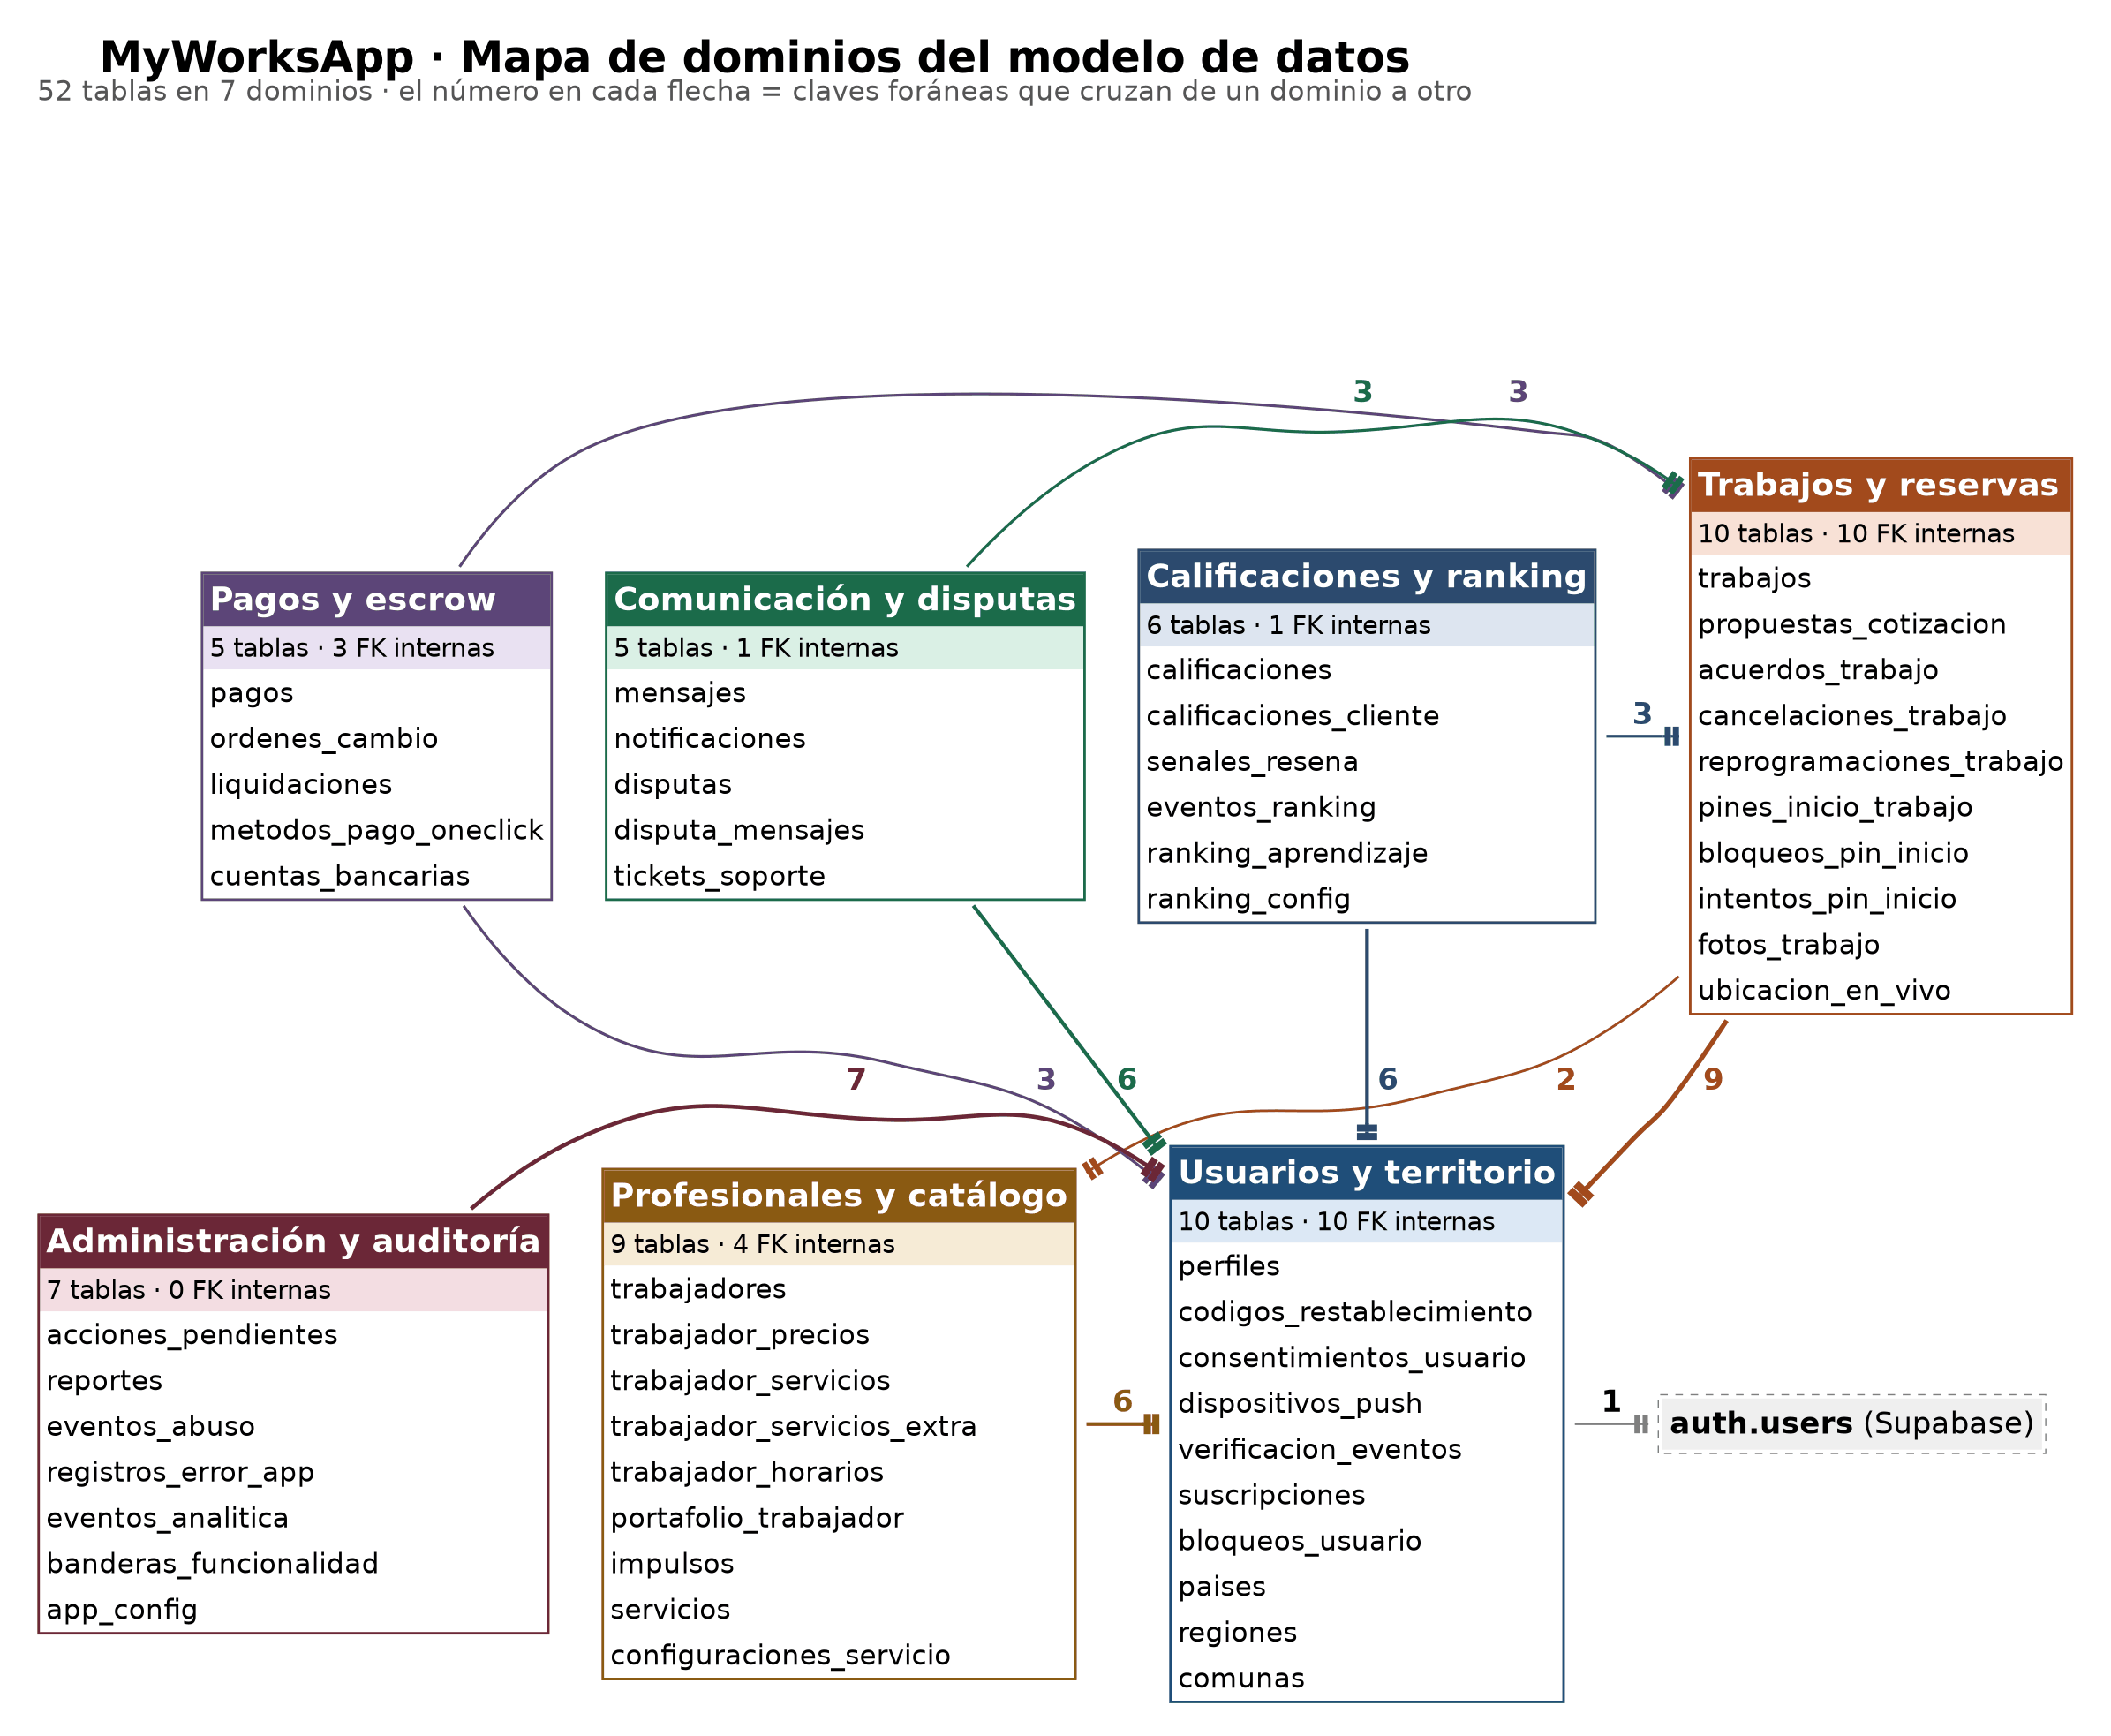 MyWorksApp · Mapa de dominios del modelo de datos
52 tablas en 7 dominios · el número en cada flecha = claves foráneas que cruzan de un dominio a otro
3
3
Pagos y escrow
5 tablas · 3 FK internas
pagos
ordenes_cambio
liquidaciones
metodos_pago_oneclick
cuentas_bancarias
Comunicación y disputas
5 tablas · 1 FK internas
mensajes
notificaciones
disputas
disputa_mensajes
tickets_soporte
Calificaciones y ranking
6 tablas · 1 FK internas
calificaciones
calificaciones_cliente
senales_resena
eventos_ranking
ranking_aprendizaje
ranking_config
3
Trabajos y reservas
10 tablas · 10 FK internas
trabajos
propuestas_cotizacion
acuerdos_trabajo
cancelaciones_trabajo
reprogramaciones_trabajo
pines_inicio_trabajo
bloqueos_pin_inicio
intentos_pin_inicio
fotos_trabajo
ubicacion_en_vivo
7
3
6
6
2
9
Administración y auditoría
7 tablas · 0 FK internas
acciones_pendientes
reportes
eventos_abuso
registros_error_app
eventos_analitica
banderas_funcionalidad
app_config
Profesionales y catálogo
9 tablas · 4 FK internas
trabajadores
trabajador_precios
trabajador_servicios
trabajador_servicios_extra
trabajador_horarios
portafolio_trabajador
impulsos
servicios
configuraciones_servicio
6
Usuarios y territorio
10 tablas · 10 FK internas
perfiles
codigos_restablecimiento
consentimientos_usuario
dispositivos_push
verificacion_eventos
suscripciones
bloqueos_usuario
paises
regiones
comunas
1
auth.users (Supabase)